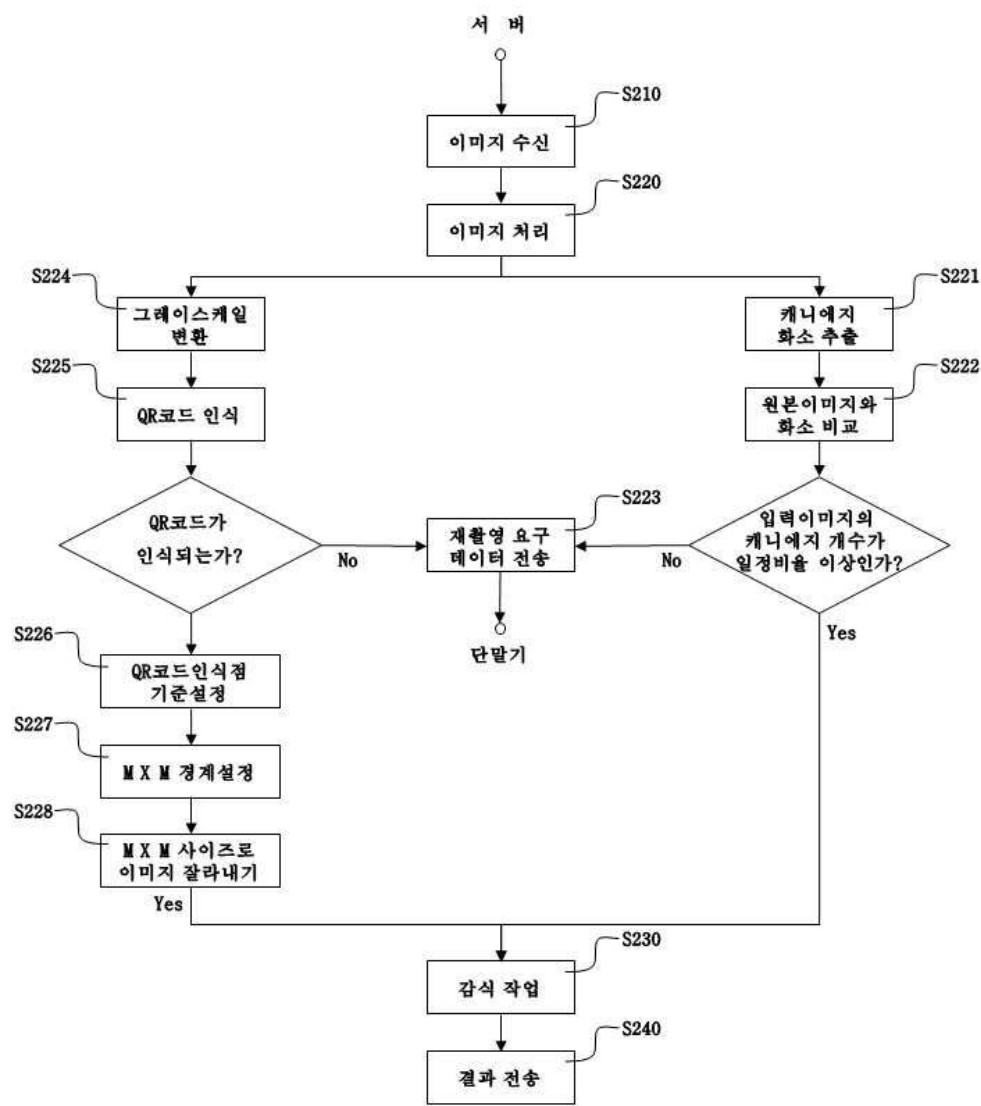 서 버
S210
이미지 수신
S220
이미지 처리
S224
그레이스케일
변환
S221
캐니에지
화소 추출
S225
QR코드 인식
S222
원본이미지와
화소 비교
QR코드가
인식되는가?
No
S223
재촬영 요구
데이터 전송
단말기
입력이미지의
캐니에지 개수가
일정비율 이상인가?
No
Yes
S226
QR코드인식점
기준설정
S227
M X M 경계설정
S228
M X M 사이즈로
이미지 잘라내기
Yes
S230
감식 작업
S240
결과 전송